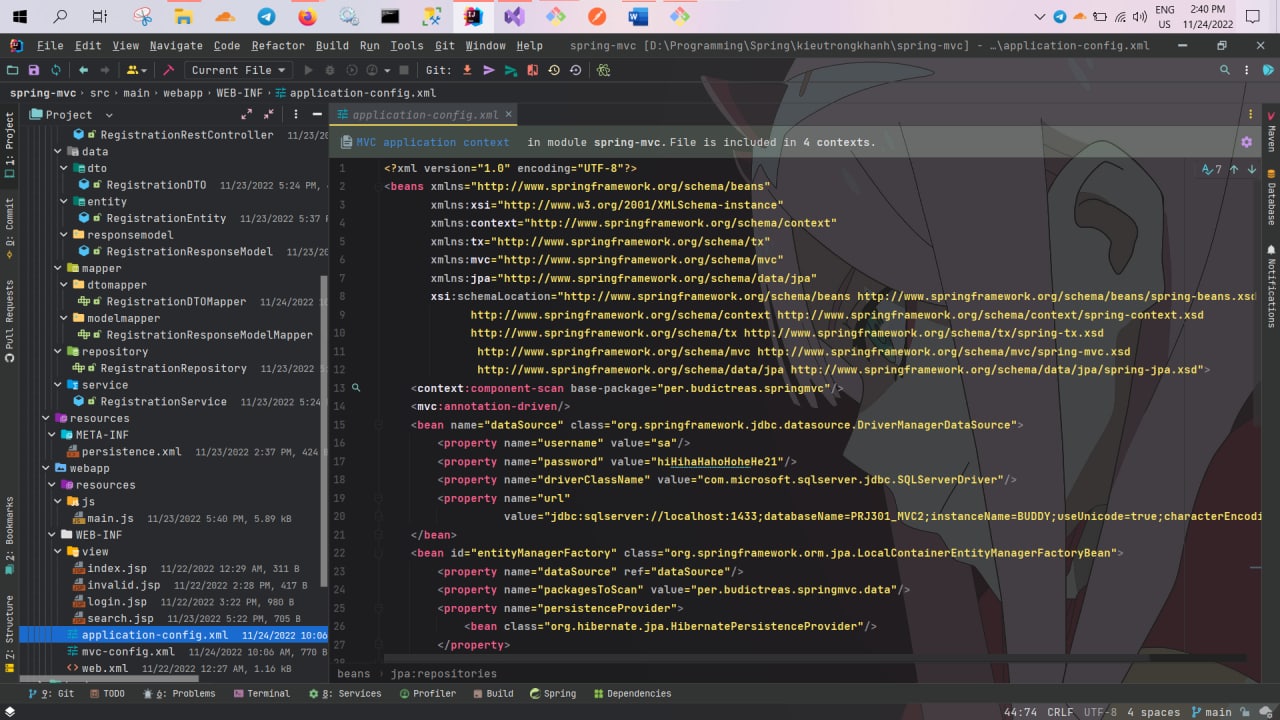 ENG
US
2:40 PM
11/24/2022
File Edit View Navigate Code Refactor Build Run Tools Git Window Help
spring-mvc [D:\Programming\Spring\kieutrongkhanh\spring-mvc] - …\application-config.xml
Current File
Git:
spring-mvc › src › main › webapp › WEB-INF › application-config.xml
Project
application-config.xml
RegistrationRestController 11/23/20
data
dto
RegistrationDTO 11/23/2022 5:24 PM,
entity
RegistrationEntity 11/23/2022 5:37 P
responsemodel
RegistrationResponseModel 11/23/20
mapper
dtomapper
RegistrationDTOMapper 11/24/2022 10
modelmapper
RegistrationResponseModelMapper
repository
RegistrationRepository 11/23/2022 5:
service
RegistrationService 11/23/2022 5:24
resources
META-INF
persistence.xml 11/23/2022 2:37 PM, 424
webapp
resources
js
main.js 11/23/2022 5:40 PM, 5.89 kB
WEB-INF
view
index.jsp 11/22/2022 12:29 AM, 311 B
invalid.jsp 11/22/2022 2:28 PM, 417 B
login.jsp 11/22/2022 3:22 PM, 980 B
search.jsp 11/23/2022 5:22 PM, 705 B
application-config.xml 11/24/2022 10:06
mvc-config.xml 11/24/2022 10:06 AM, 770 B
web.xml 11/22/2022 12:27 AM, 1.16 kB
MVC application context in module spring-mvc. File is included in 4 contexts.
7
1 <?xml version="1.0" encoding="UTF-8"?>
2 <beans xmlns="http://www.springframework.org/schema/beans"
3 xmlns:xsi="http://www.w3.org/2001/XMLSchema-instance"
4 xmlns:context="http://www.springframework.org/schema/context"
5 xmlns:tx="http://www.springframework.org/schema/tx"
6 xmlns:mvc="http://www.springframework.org/schema/mvc"
7 xmlns:jpa="http://www.springframework.org/schema/data/jpa"
8 xsi:schemaLocation="http://www.springframework.org/schema/beans http://www.springframework.org/schema/beans/spring-beans.xsd
9 http://www.springframework.org/schema/context http://www.springframework.org/schema/context/spring-context.xsd
10 http://www.springframework.org/schema/tx http://www.springframework.org/schema/tx/spring-tx.xsd
11 http://www.springframework.org/schema/mvc http://www.springframework.org/schema/mvc/spring-mvc.xsd
12 http://www.springframework.org/schema/data/jpa http://www.springframework.org/schema/data/jpa/spring-jpa.xsd">
13 <context:component-scan base-package="per.budictreas.springmvc"/>
14 <mvc:annotation-driven/>
15 <bean name="dataSource" class="org.springframework.jdbc.datasource.DriverManagerDataSource">
16 <property name="username" value="sa"/>
17 <property name="password" value="hiHihaHahoHoheHe21"/>
18 <property name="driverClassName" value="com.microsoft.sqlserver.jdbc.SQLServerDriver"/>
19 <property name="url"
20 value="jdbc:sqlserver://localhost:1433;databaseName=PRJ301_MVC2;instanceName=BUDDY;useUnicode=true;characterEncodi
21 </bean>
22 <bean id="entityManagerFactory" class="org.springframework.orm.jpa.LocalContainerEntityManagerFactoryBean">
23 <property name="dataSource" ref="dataSource"/>
24 <property name="packagesToScan" value="per.budictreas.springmvc.data"/>
25 <property name="persistenceProvider">
26 <bean class="org.hibernate.jpa.HibernatePersistenceProvider"/>
27 </property>
28
beans › jpa:repositories
1: Project
0: Commit
Pull Requests
2: Bookmarks
7: Structure
Maven
Database
Notifications
9: Git TODO 6: Problems Terminal 8: Services Profiler Build Spring Dependencies
44:74 CRLF UTF-8 4 spaces main